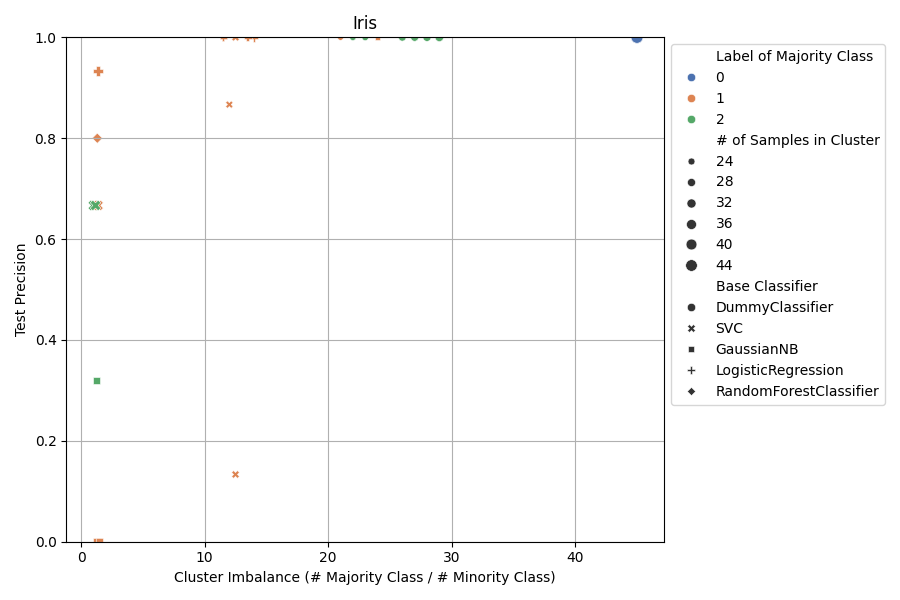 Iris
1.0
0.8
0.6
0.4
0.2
0.0
Test Precision
0 10 20 30 40
Cluster Imbalance (# Majority Class / # Minority Class)
Label of Majority Class
0
1
2
# of Samples in Cluster
24
28
32
36
40
44
Base Classifier
DummyClassifier
SVC
GaussianNB
LogisticRegression
RandomForestClassifier